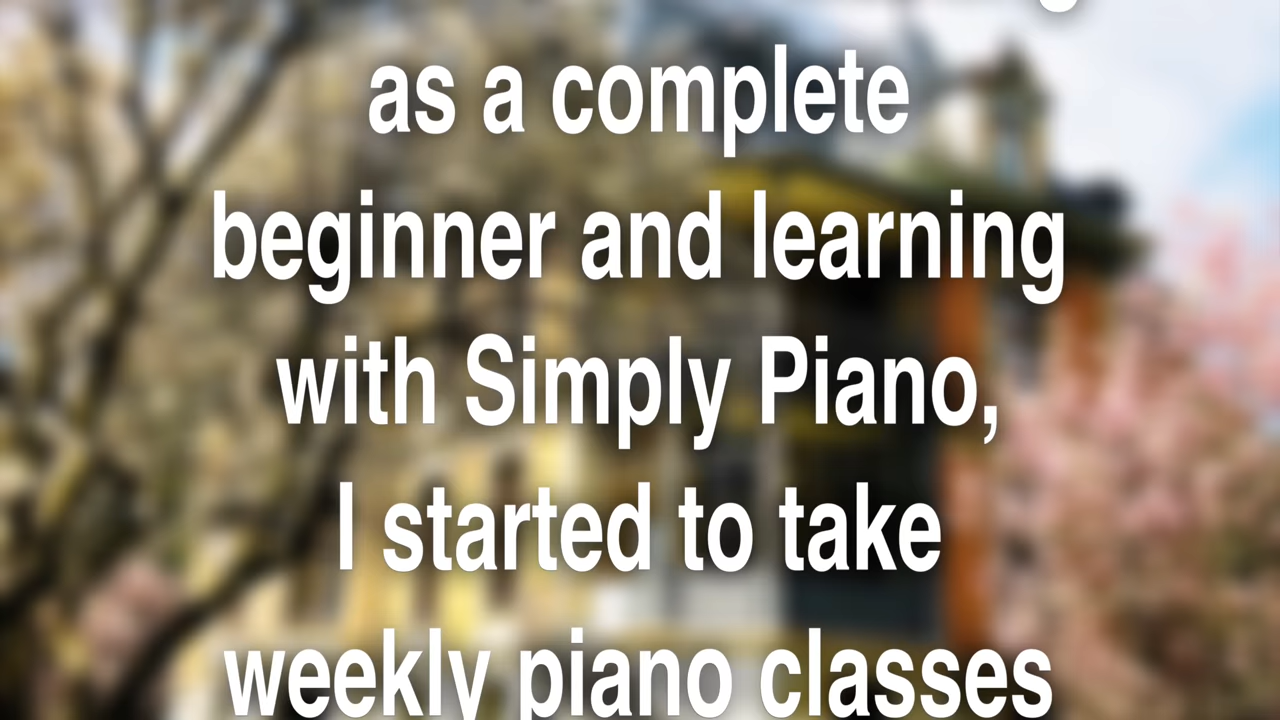 as a complete
beginner and learning
with Simply Piano,
I started to take
weekly piano classes